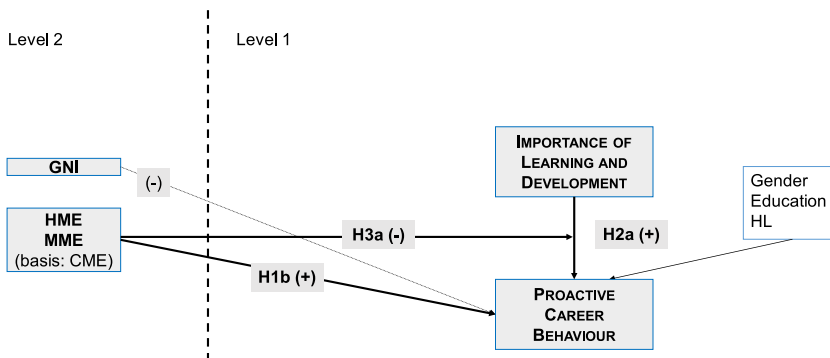 Level 2
Level 1
GNI
(-)
HME
MME
(basis: CME)
H3a (-)
H1b (+)
IMPORTANCE OF
LEARNING AND
DEVELOPMENT
H2a (+)
PROACTIVE
CAREER
BEHAVIOUR
Gender
Education
HL